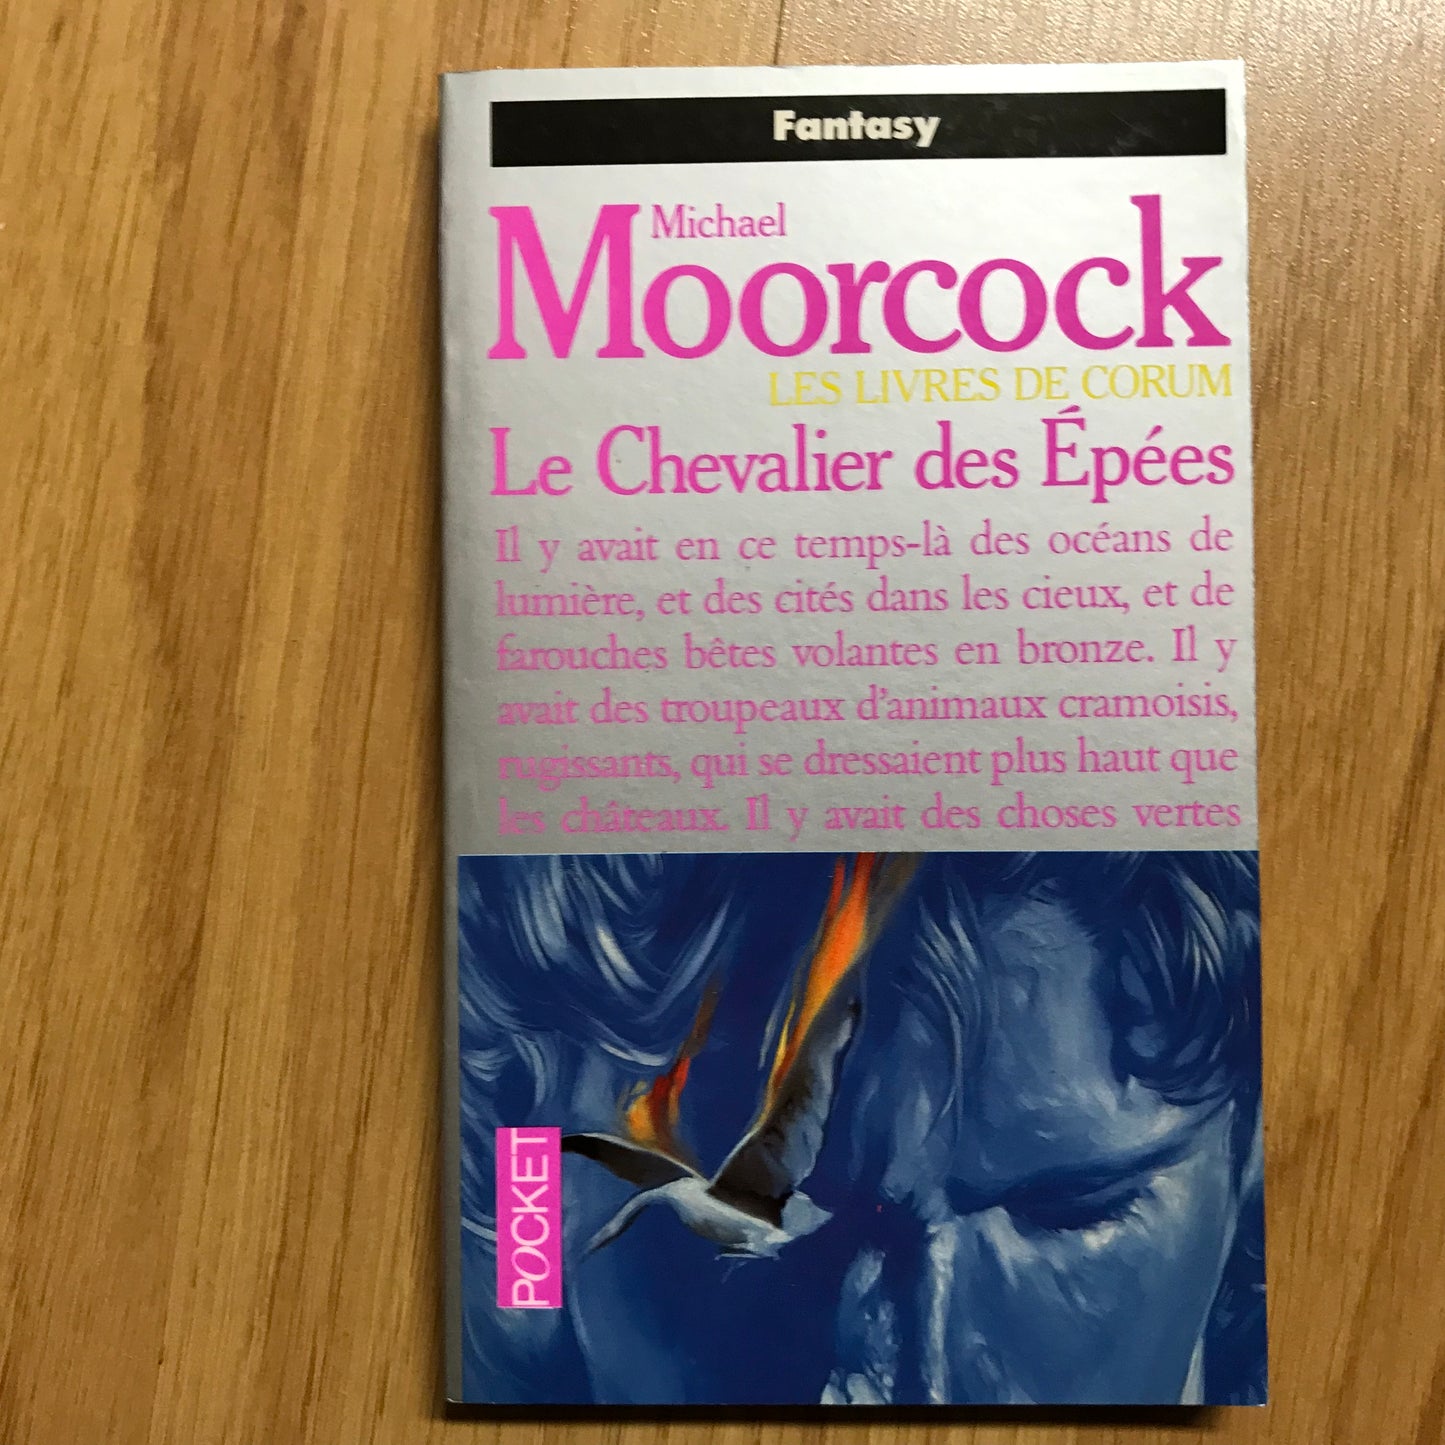 Fantasy
Michael
Moorcock
LES LIVRES DE CORUM
Le Chevalier des Épées
Il y avait en ce temps-là des océans de
lumière, et des cités dans les cieux, et de
farouches bêtes volantes en bronze. Il y
avait des troupeaux d'animaux cramoisis,
rugissants, qui se dressaient plus haut que
les châteaux. Il y avait des choses vertes
POCKET